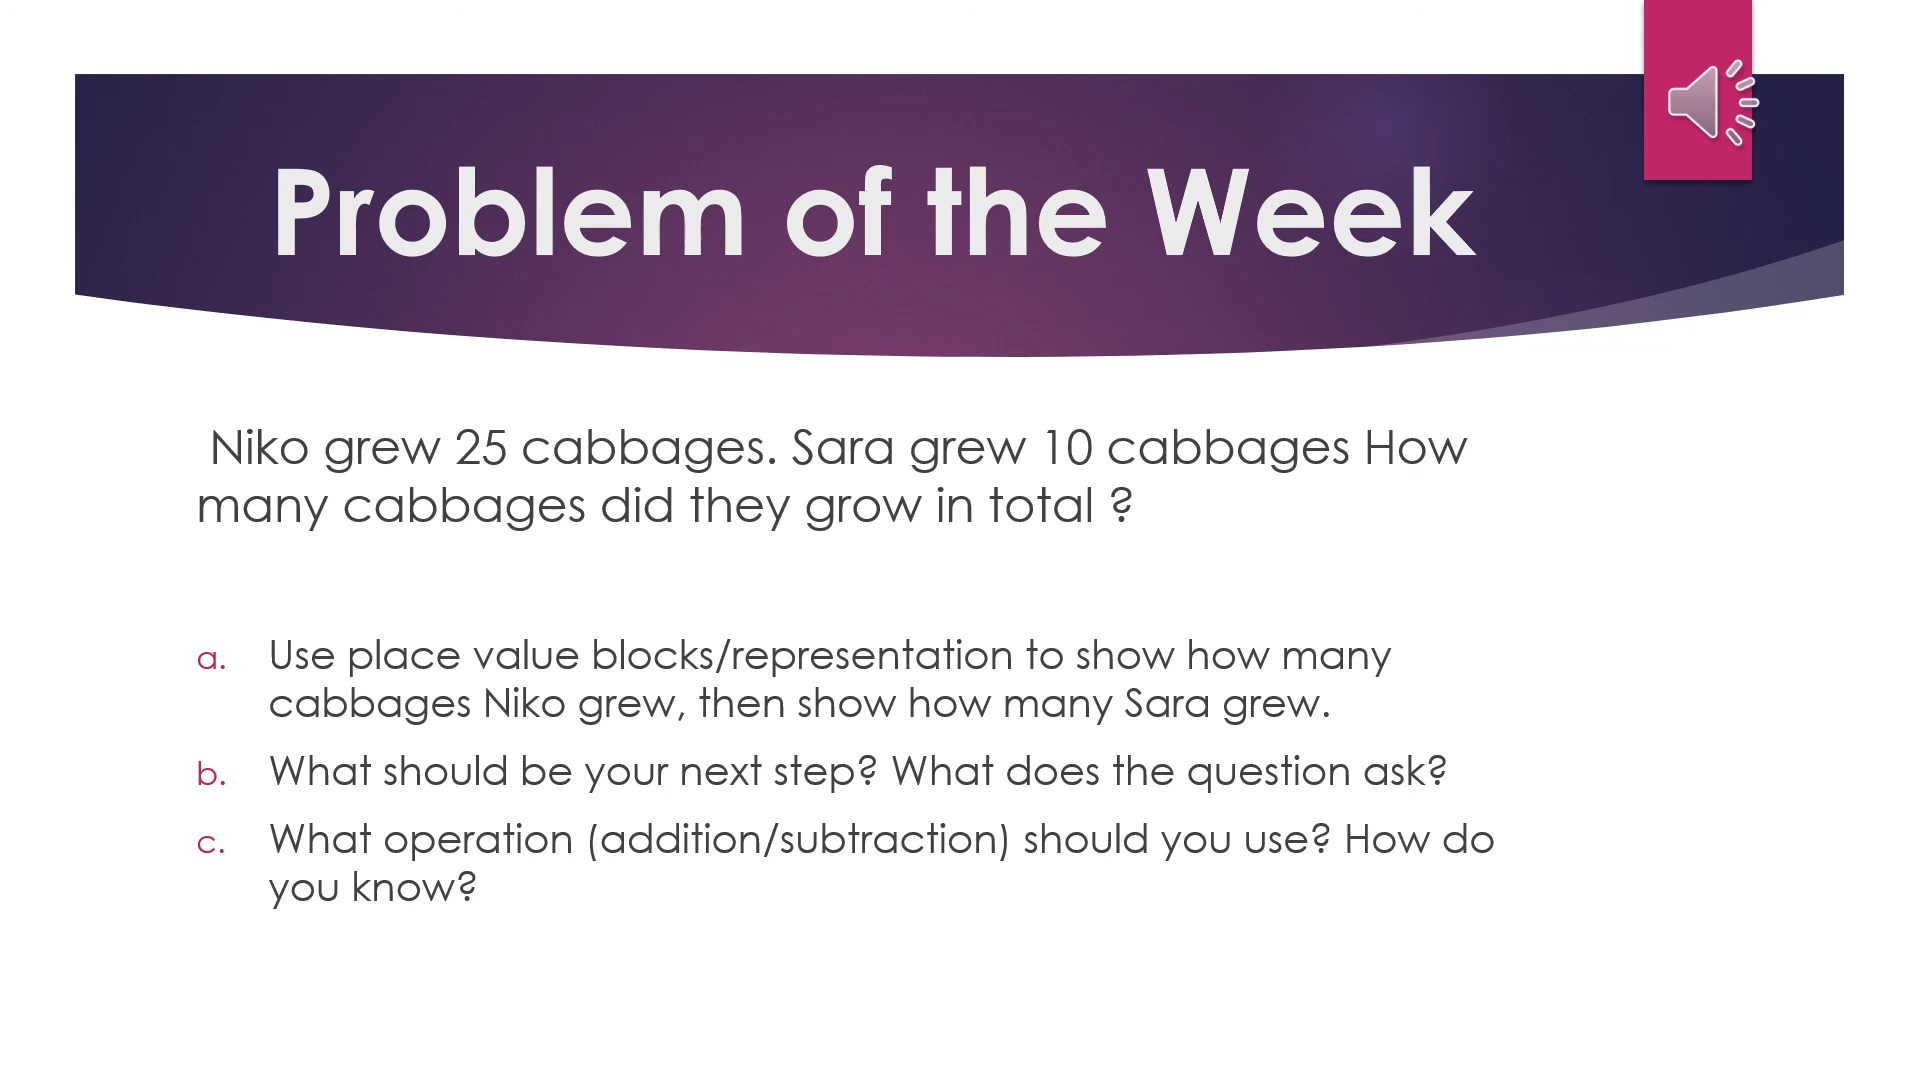 Problem of the Week
Niko grew 25 cabbages. Sara grew 10 cabbages How
many cabbages did they grow in total ?
a. Use place value blocks/representation to show how many
cabbages Niko grew, then show how many Sara grew.
b. What should be your next step? What does the question ask?
c. What operation (addition/subtraction) should you use? How do
you know?